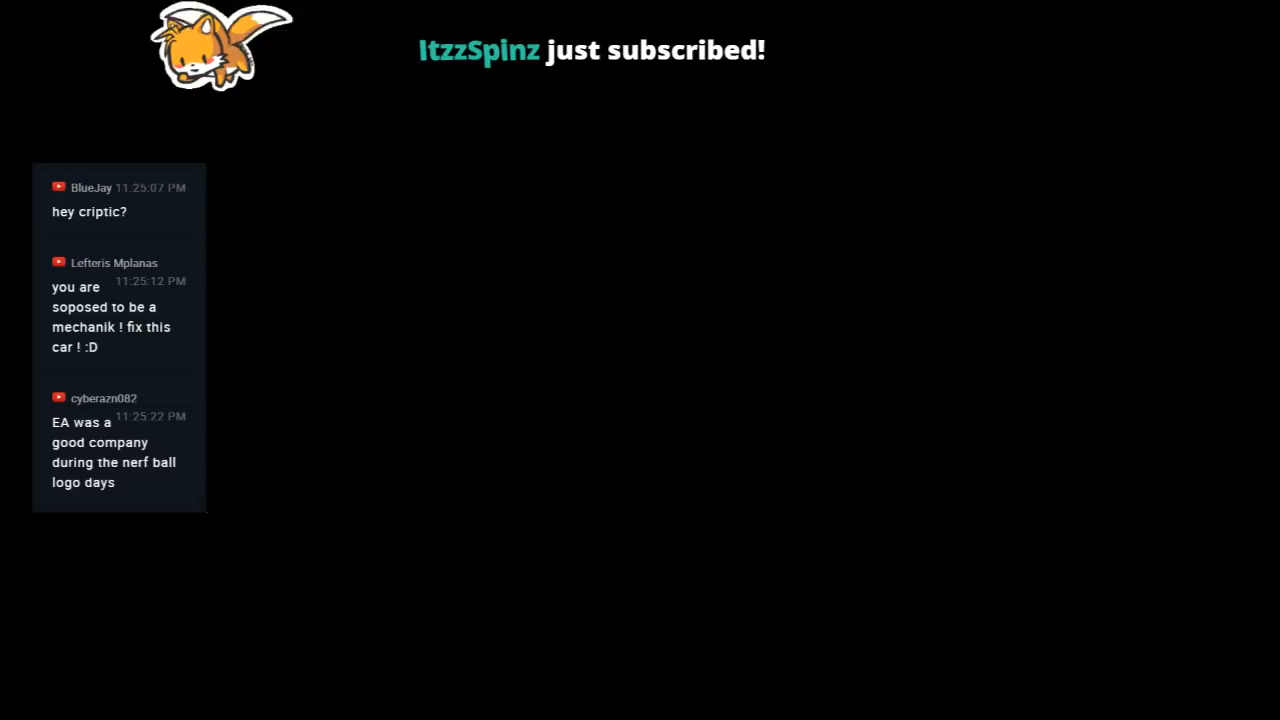 ItzzSpinz just subscribed!
BlueJay 11:25:07 PM
hey criptic?
Lefteris Mplanas
11:25:12 PM
you are
soposed to be a
mechanik ! fix this
car ! :D
cyberazn082
11:25:22 PM
EA was a
good company
during the nerf ball
logo days